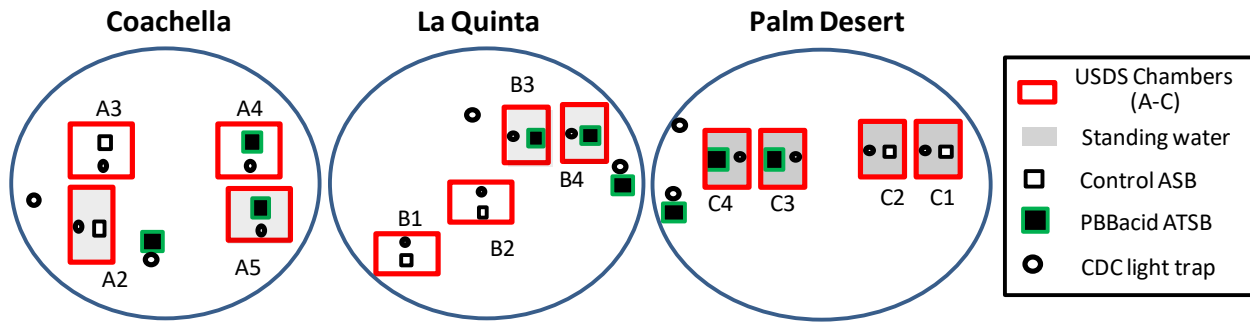 Coachella
La Quinta
Palm Desert
A3
A4
A2
A5
B3
B4
B1
B2
C4
C3
C2
C1
USDS Chambers
(A-C)
Standing water
Control ASB
PBBacid ATSB
CDC light trap